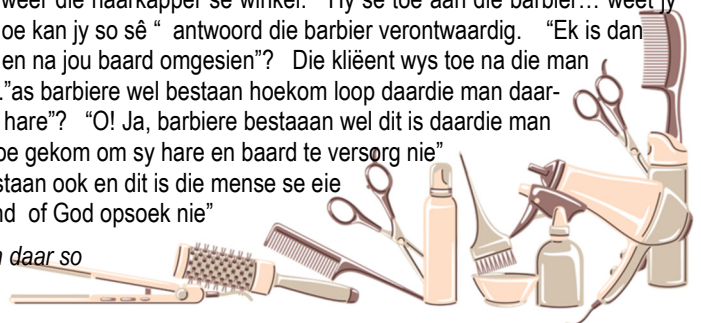 weer die haarkapper se winkel. “Hy sê toe aan die barbier… weet jy
oe kan jy so sê “ antwoord die barbier verontwaardig. “Ek is dan
en na jou baard omgesien”? Die kliëent wys toe na die man
.”as barbiere wel bestaan hoekom loop daardie man daar-
hare”? “O! Ja, barbiere bestaaan wel dit is daardie man
oe gekom om sy hare en baard te versorg nie”
staan ook en dit is die mense se eie
nd of God opsoek nie”
daar so